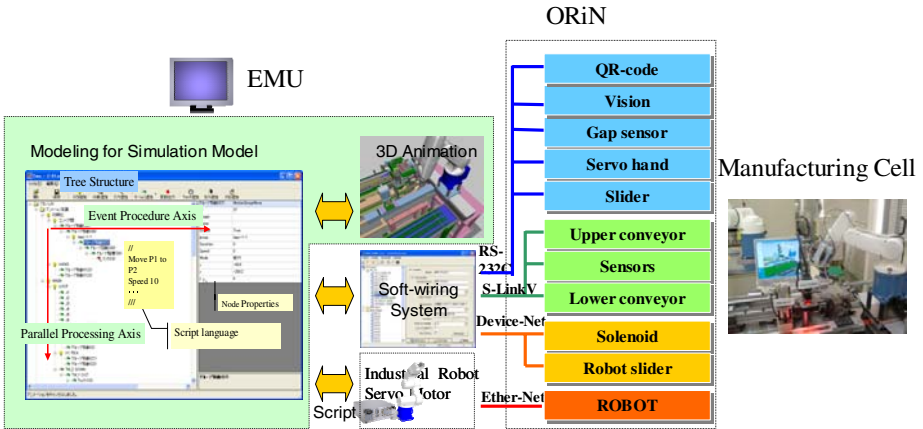 ORiN
EMU
Modeling for Simulation Model
Tree Structure
Event Procedure Axis
//
Move P1 to
P2
Speed 10
...
///
Node Properties
Parallel Processing Axis
Script language
3D Animation
Soft-wiring
System
Industrial Robot
Servo Motor
Script
RS-
232C
S-LinkV
Device-Net
Ether-Net
QR-code
Vision
Gap sensor
Servo hand
Slider
Upper conveyor
Sensors
Lower conveyor
Solenoid
Robot slider
ROBOT
Manufacturing Cell